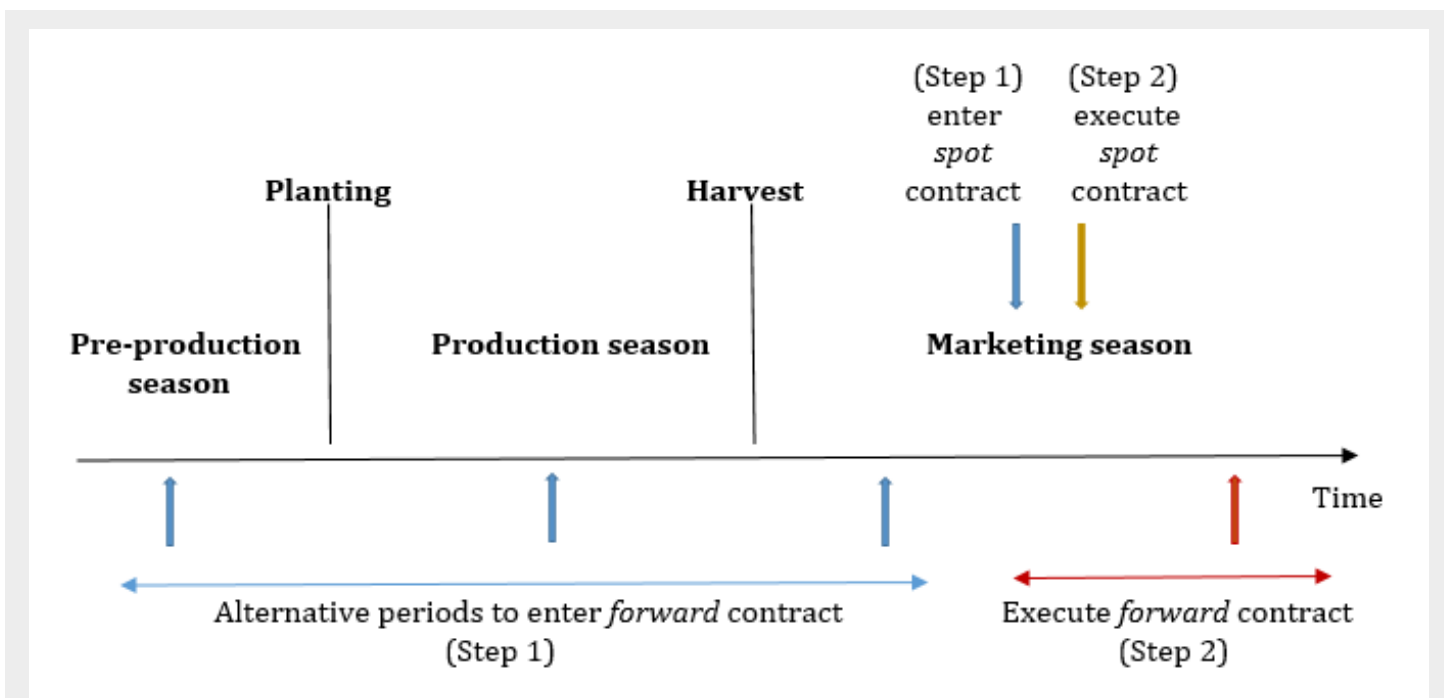 (Step 1)
enter
spot
contract
(Step 2)
execute
spot
contract
Planting
Harvest
Pre-production
season
Production season
Marketing season
Time
Alternative periods to enter forward contract
(Step 1)
Execute forward contract
(Step 2)